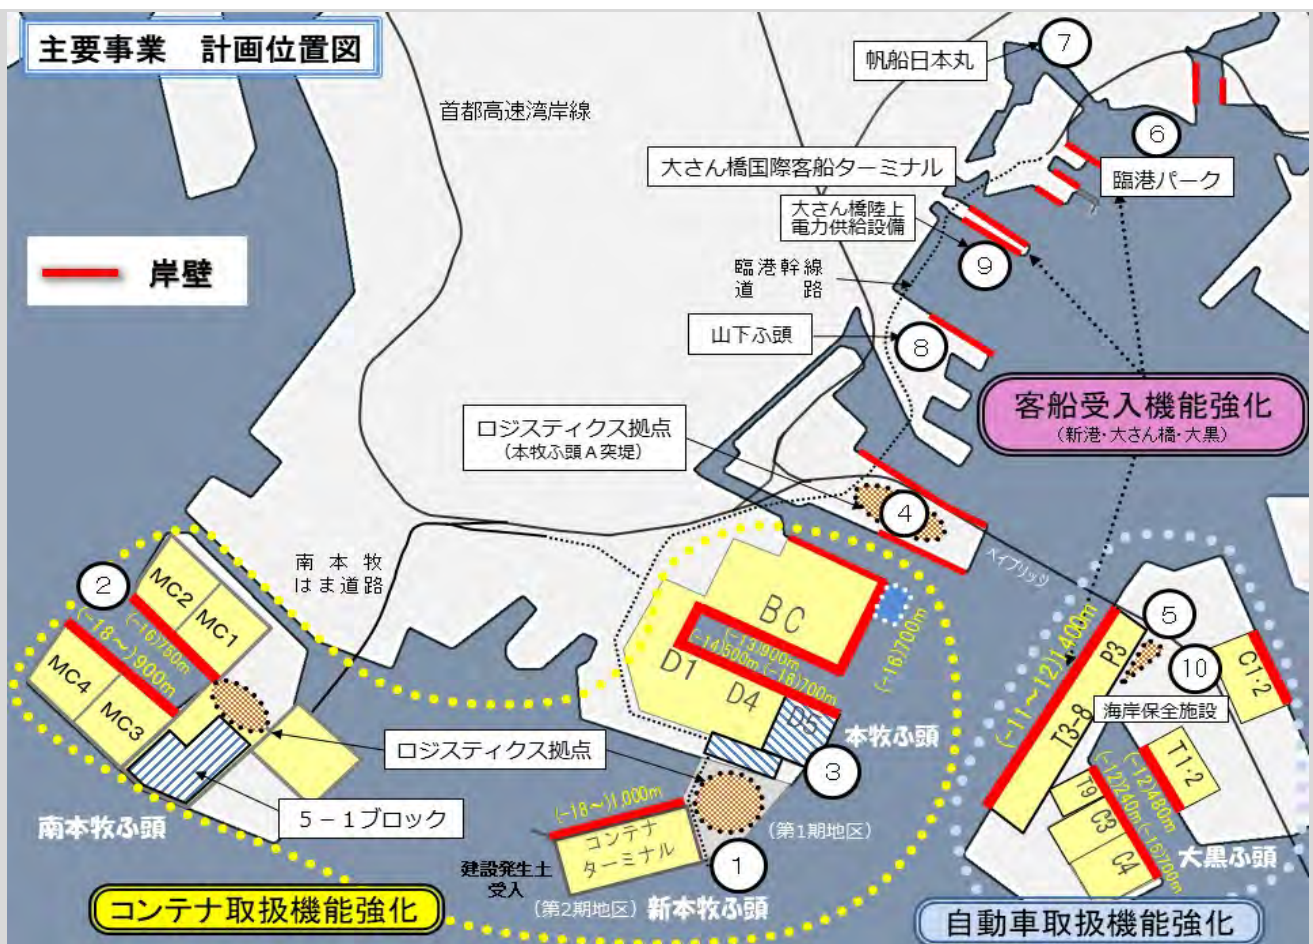 主要事業　計画位置図
⑦
帆船日本丸
首都高速湾岸線
⑥
大さん橋国際客船ターミナル
臨港パーク
大さん橋陸上
電力供給設備
⑨
岸壁
臨港幹線
道　　路
山下ふ頭
⑧
客船受入機能強化
（新港・大さん橋・大黒）
ロジスティクス拠点
（本牧ふ頭A突堤）
④
ベイブリッジ
南本牧
はま道路
②
MC2
MC1
(-16)750m
(-18～)900m
MC4
MC3
BC
(-16)700m
(-13)900m
(-14)500m
(-16)700m
D1
D4
D5
本牧ふ頭
③
⑤
P3
⑩
C1・2
(-11～-12)1,400m
T3-8
海岸保全施設
T1・2
(-12)480m
(-12)240m
(-16)700m
T9
C3
C4
大黒ふ頭
ロジスティクス拠点
５－１ブロック
南本牧ふ頭
(-18～)1,000m
（第1期地区）
コンテナ
ターミナル
①
建設発生土
受入
（第2期地区）
新本牧ふ頭
コンテナ取扱機能強化
自動車取扱機能強化